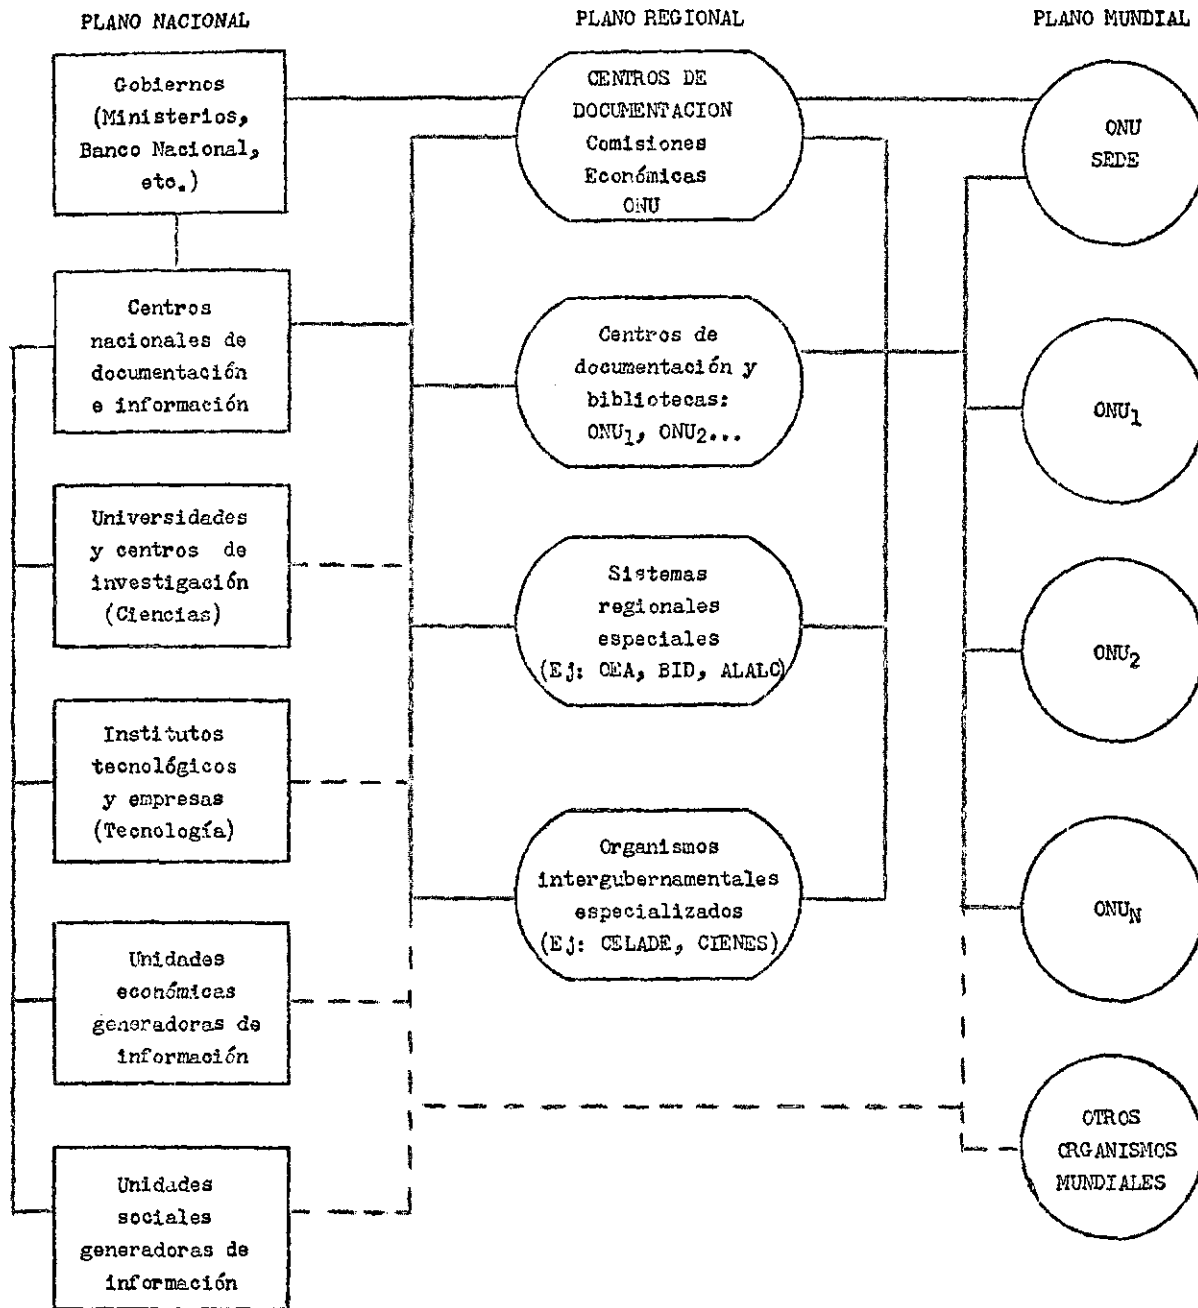 PLANO NACIONAL
Gobiernos
(Ministerios,
Banco Nacional,
etc.)
Centros
nacionales de
documentación
e información
Universidades
y centros de
investigación
(Ciencias)
Institutos
tecnológicos
y empresas
(Tecnología)
Unidades
económicas
generadoras de
información
Unidades
sociales
generadoras de
información
PLANO REGIONAL
CENTROS DE
DOCUMENTACION
Comisiones
Económicas
ONU
Centros de
documentación y
bibliotecas:
ONU₁, ONU₂...
Sistemas
regionales
especiales
(Ej: OEA, BID, ALALC)
Organismos
intergubernamentales
especializados
(Ej: CELADE, CIENES)
PLANO MUNDIAL
ONU
SEDE
ONU₁
ONU₂
ONU_N
OTROS
ORGANISMOS
MUNDIALES